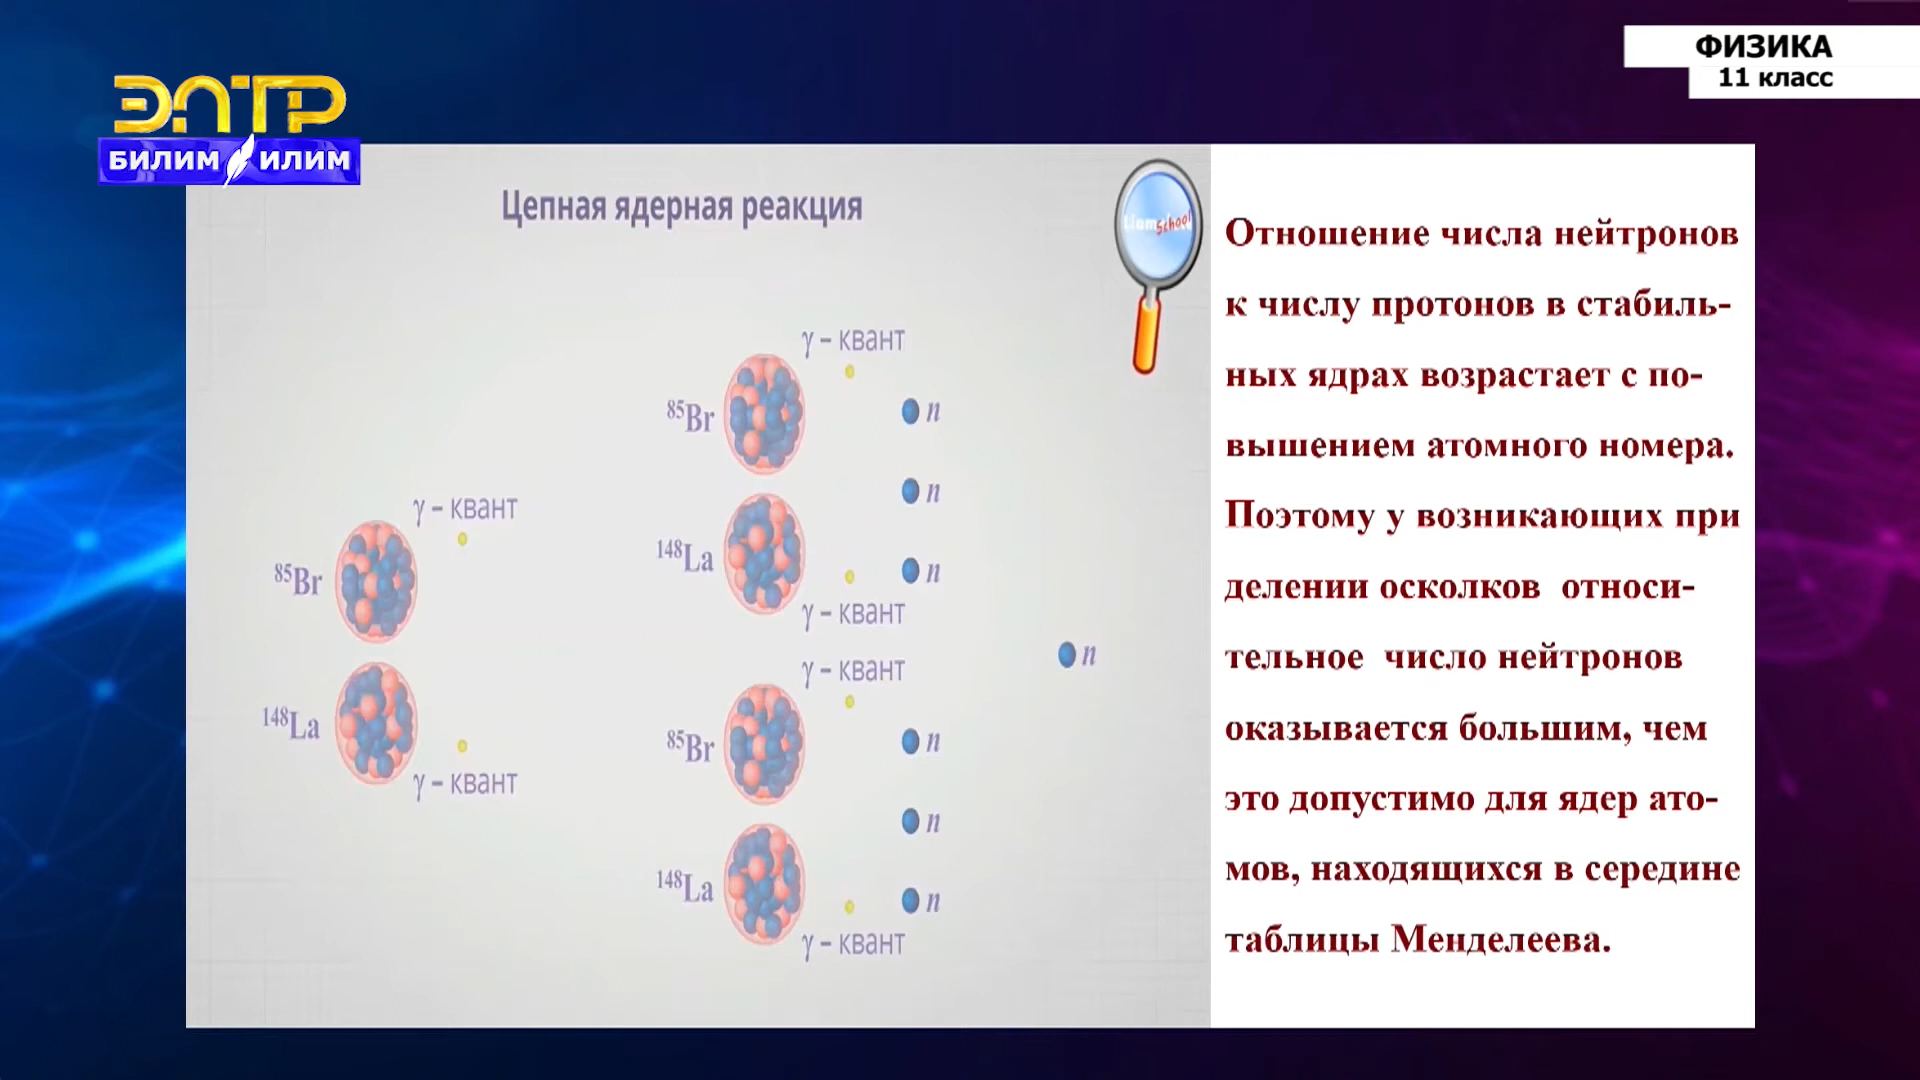 ФИЗИКА
11 класс
ЭЛТР
БИЛИМ ИЛИМ
Цепная ядерная реакция
γ – квант
⁸⁵Br
n
n
¹⁴⁸La
n
γ – квант
γ – квант
⁸⁵Br
n
γ – квант
¹⁴⁸La
⁸⁵Br
n
γ – квант
n
¹⁴⁸La
n
γ – квант
School
Отношение числа нейтронов
к числу протонов в стабиль-
ных ядрах возрастает с по-
вышением атомного номера.
Поэтому у возникающих при
делении осколков относи-
тельное число нейтронов
оказывается большим, чем
это допустимо для ядер ато-
мов, находящихся в середине
таблицы Менделеева.